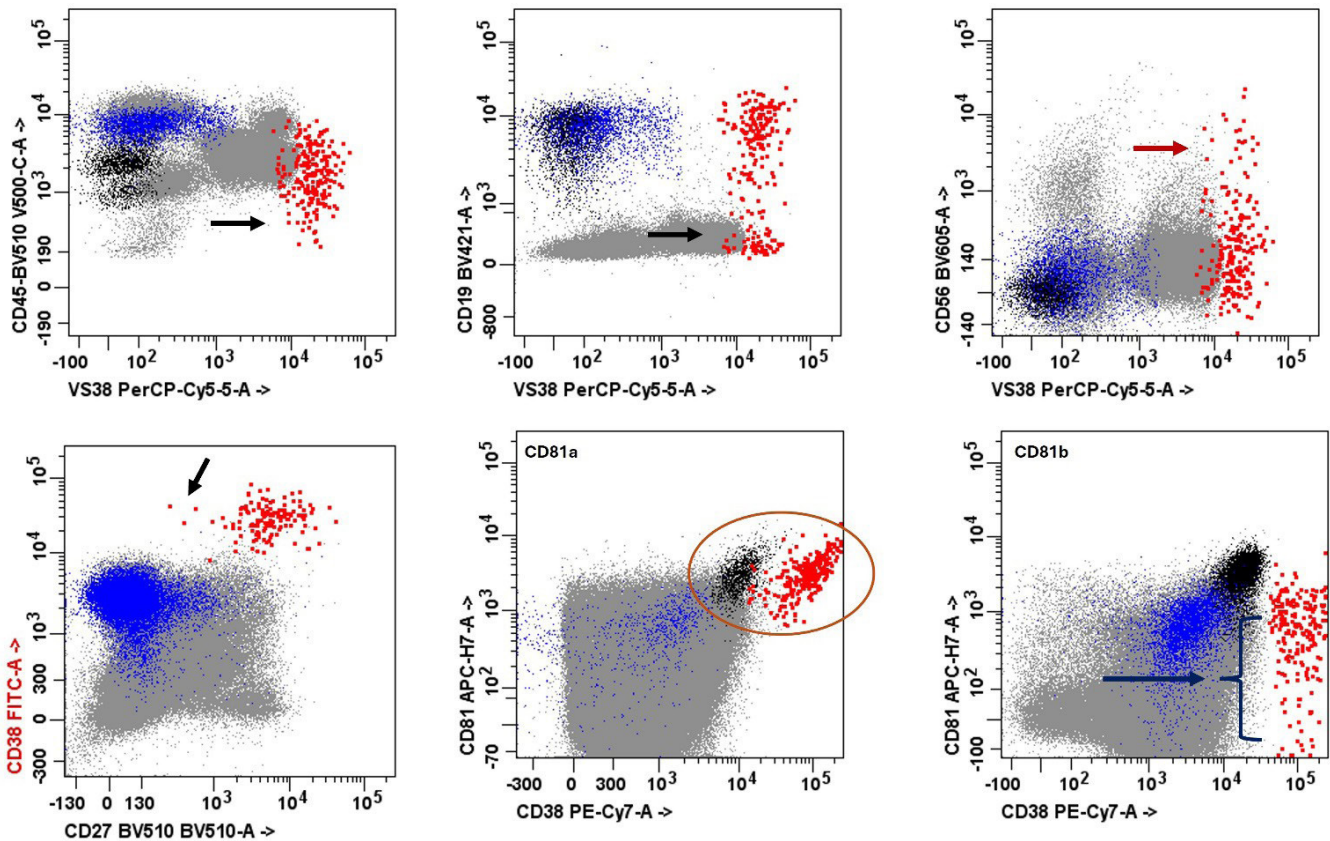 10⁵
10⁴
10³
190
0
-190
CD45-BV510 V500-C-A ->
-100 10² 10³ 10⁴ 10⁵
VS38 PerCP-Cy5-5-A ->
10⁵
10⁴
10³
0
-800
CD19 BV421-A ->
-100 10² 10³ 10⁴ 10⁵
VS38 PerCP-Cy5-5-A ->
10⁵
10⁴
10³
140
-140
CD56 BV605-A ->
-100 10² 10³ 10⁴ 10⁵
VS38 PerCP-Cy5-5-A ->
10⁵
10⁴
10³
300
0
-300
CD38 FITC-A ->
-130 0 130 10³ 10⁴ 10⁵
CD27 BV510 BV510-A ->
CD81a
10⁵
10⁴
10³
10²
-70
CD81 APC-H7-A ->
-300 0 300 10³ 10⁴ 10⁵
CD38 PE-Cy7-A ->
CD81b
10⁵
10⁴
10³
10²
-100
CD81 APC-H7-A ->
-100 10² 10³ 10⁴ 10⁵
CD38 PE-Cy7-A ->